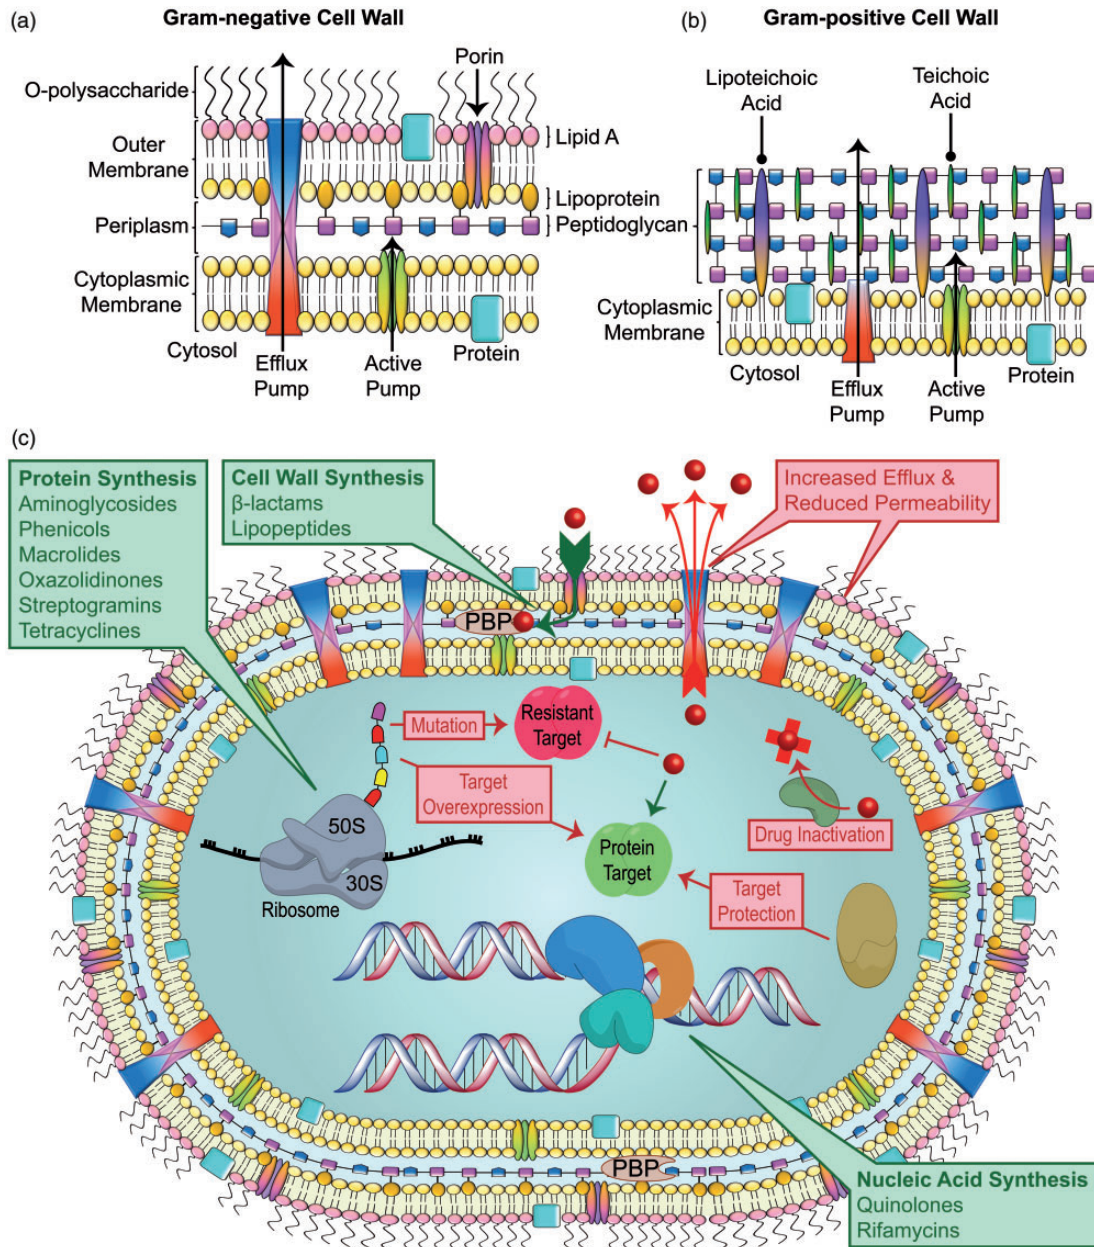 (a)
Gram-negative Cell Wall
Porin
O-polysaccharide
Outer
Membrane
Lipid A
Lipoprotein
Periplasm
Peptidoglycan
Cytoplasmic
Membrane
Cytosol
Efflux
Pump
Active
Pump
Protein
(b)
Gram-positive Cell Wall
Lipoteichoic
Acid
Teichoic
Acid
Cytoplasmic
Membrane
Cytosol
Efflux
Pump
Active
Pump
Protein
(c)
Protein Synthesis
Aminoglycosides
Phenicols
Macrolides
Oxazolidinones
Streptogramins
Tetracyclines
Cell Wall Synthesis
β-lactams
Lipopeptides
Increased Efflux &
Reduced Permeability
PBP
Mutation
Resistant
Target
Target
Overexpression
50S
30S
Ribosome
Protein
Target
Drug Inactivation
Target
Protection
PBP
Nucleic Acid Synthesis
Quinolones
Rifamycins